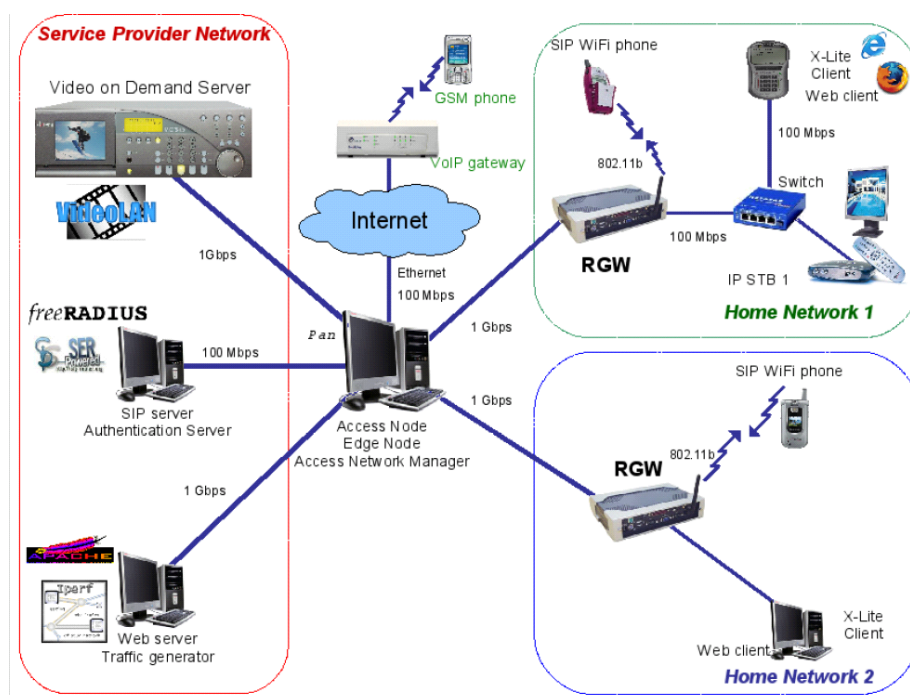 Service Provider Network
Video on Demand Server
VideoLAN
1Gbps
freeRADIUS
SER
Powered
100 Mbps
SIP server
Authentication Server
1 Gbps
APACHE
Iperf
Web server
Traffic generator
GSM phone
VoIP gateway
Internet
Ethernet
100 Mbps
Pan
Access Node
Edge Node
Access Network Manager
1 Gbps
1 Gbps
SIP WiFi phone
802.11b
RGW
100 Mbps
X-Lite
Client
Web client
100 Mbps
Switch
IP STB 1
Home Network 1
SIP WiFi phone
802.11b
RGW
Web client
X-Lite
Client
Home Network 2